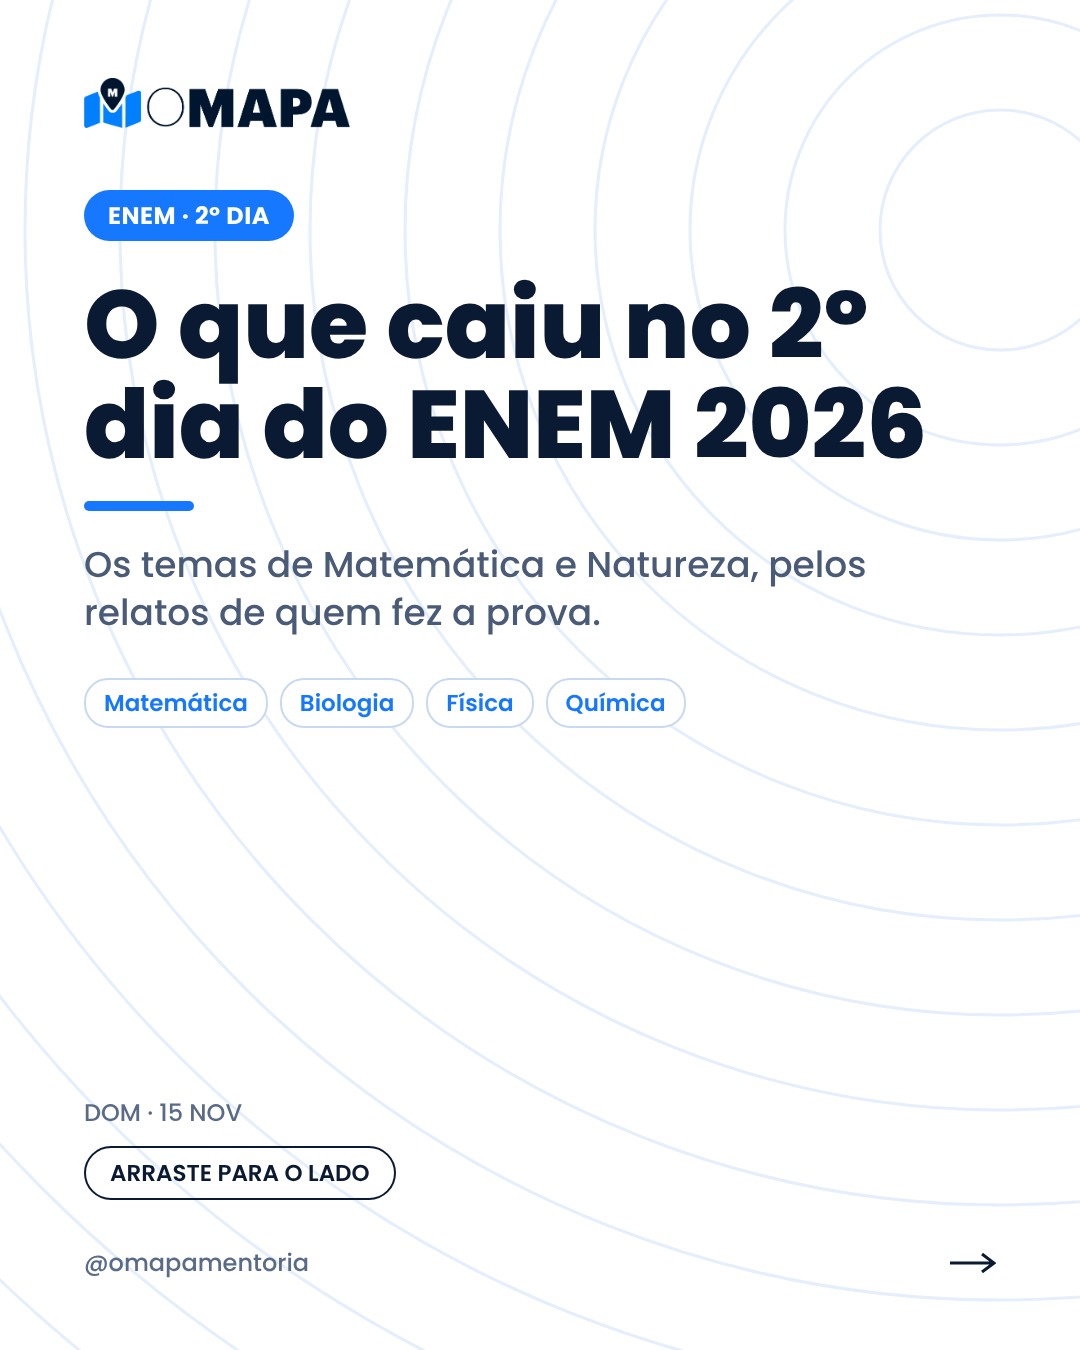 M
OMAPA
ENEM · 2º DIA
O que caiu no 2º
dia do ENEM 2026
Os temas de Matemática e Natureza, pelos
relatos de quem fez a prova.
Matemática Biologia Física Química
DOM · 15 NOV
ARRASTE PARA O LADO
@omapamentoria